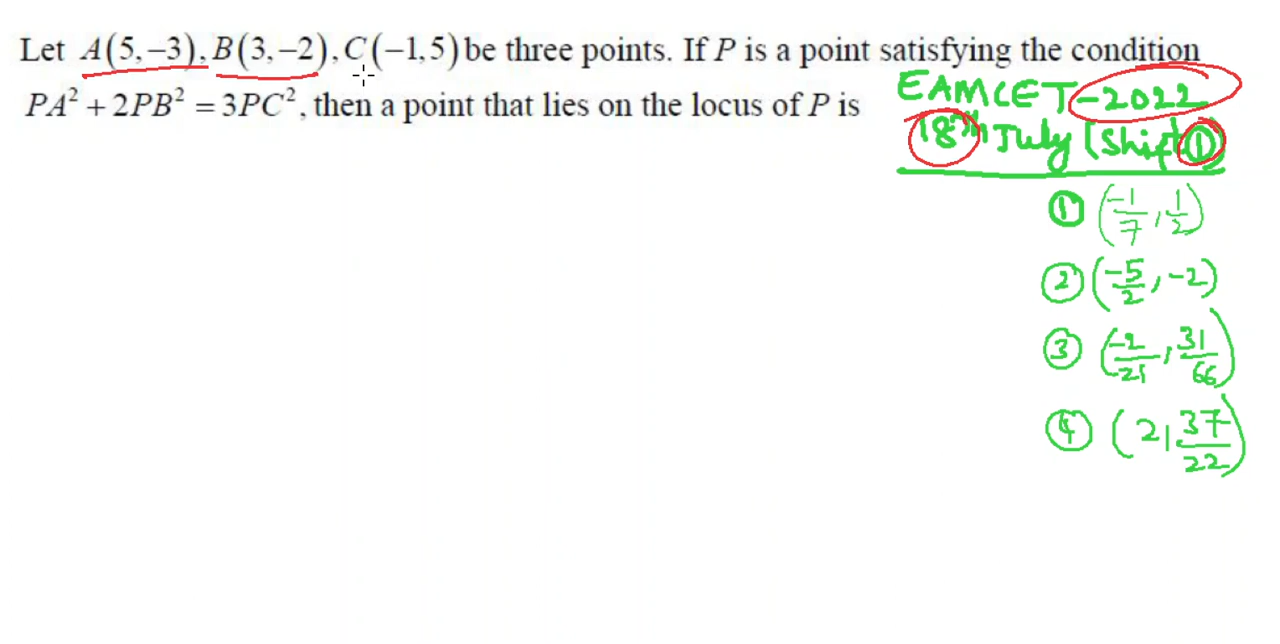 Let A(5,−3), B(3,−2), C(−1,5) be three points. If P is a point satisfying the condition
PA² + 2PB² = 3PC², then a point that lies on the locus of P is
EAMCET-2022
18th July (Shift ①)
① (-1/7, 1/2)
② (-5/2, -2)
③ (-2/21, 31/66)
④ (2, 37/22)